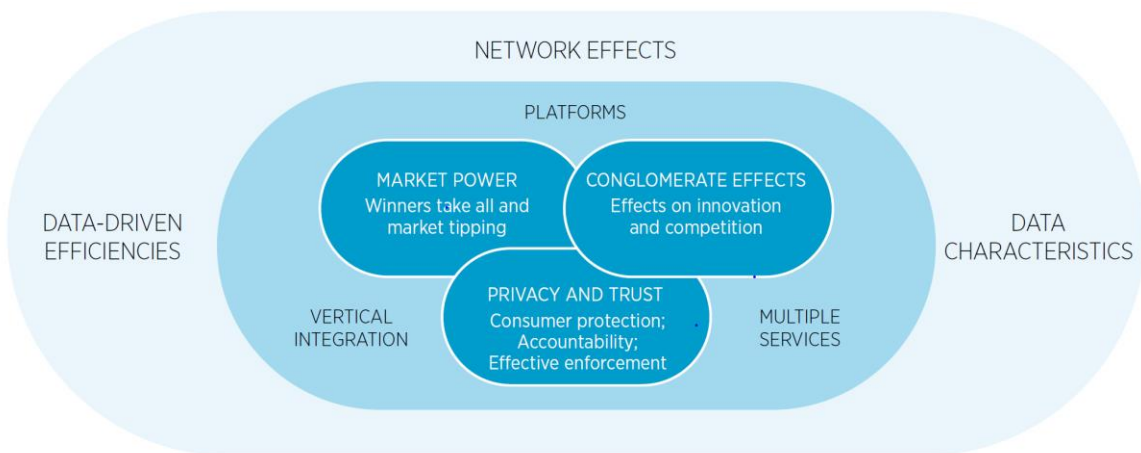 NETWORK EFFECTS
PLATFORMS
MARKET POWER
Winners take all and
market tipping
CONGLOMERATE EFFECTS
Effects on innovation
and competition
DATA-DRIVEN
EFFICIENCIES
DATA
CHARACTERISTICS
PRIVACY AND TRUST
Consumer protection;
Accountability;
Effective enforcement
VERTICAL
INTEGRATION
MULTIPLE
SERVICES